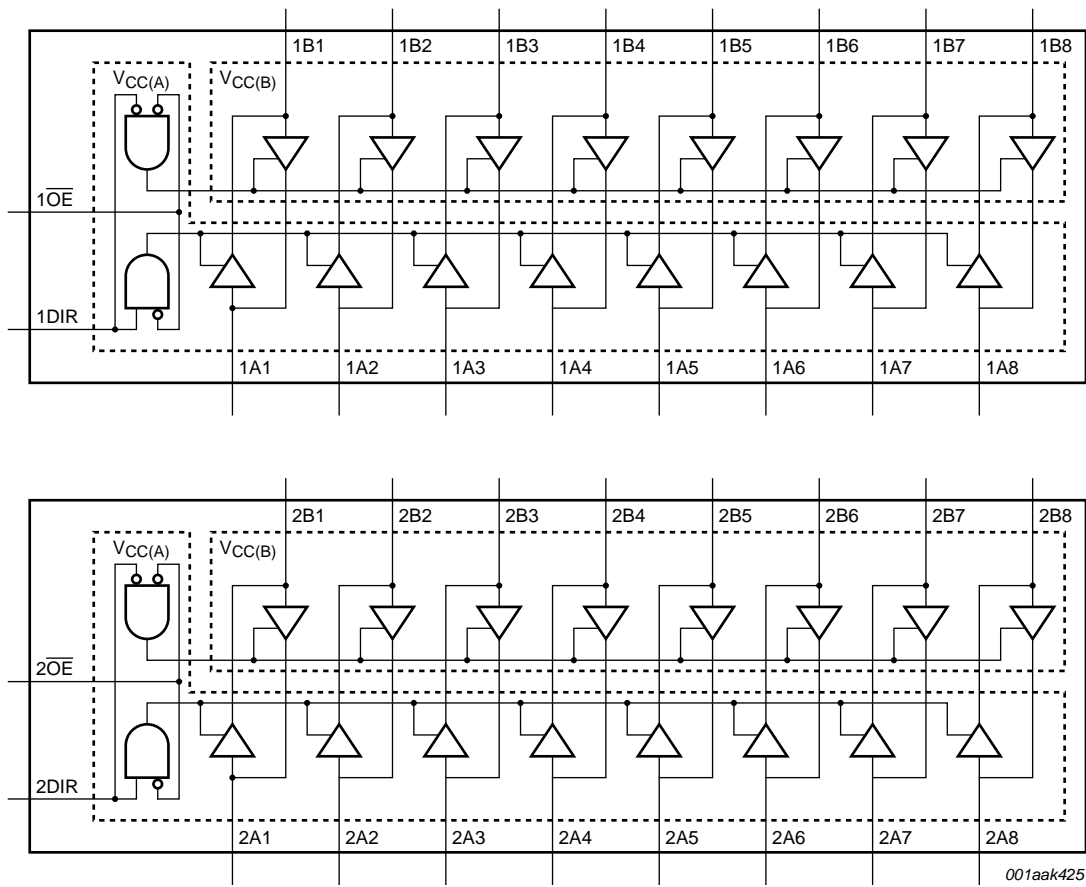 1B1 1B2 1B3 1B4 1B5 1B6 1B7 1B8
VCC(A) VCC(B)
1O̅E̅
1DIR
1A1 1A2 1A3 1A4 1A5 1A6 1A7 1A8
2B1 2B2 2B3 2B4 2B5 2B6 2B7 2B8
VCC(A) VCC(B)
2O̅E̅
2DIR
2A1 2A2 2A3 2A4 2A5 2A6 2A7 2A8
001aak425